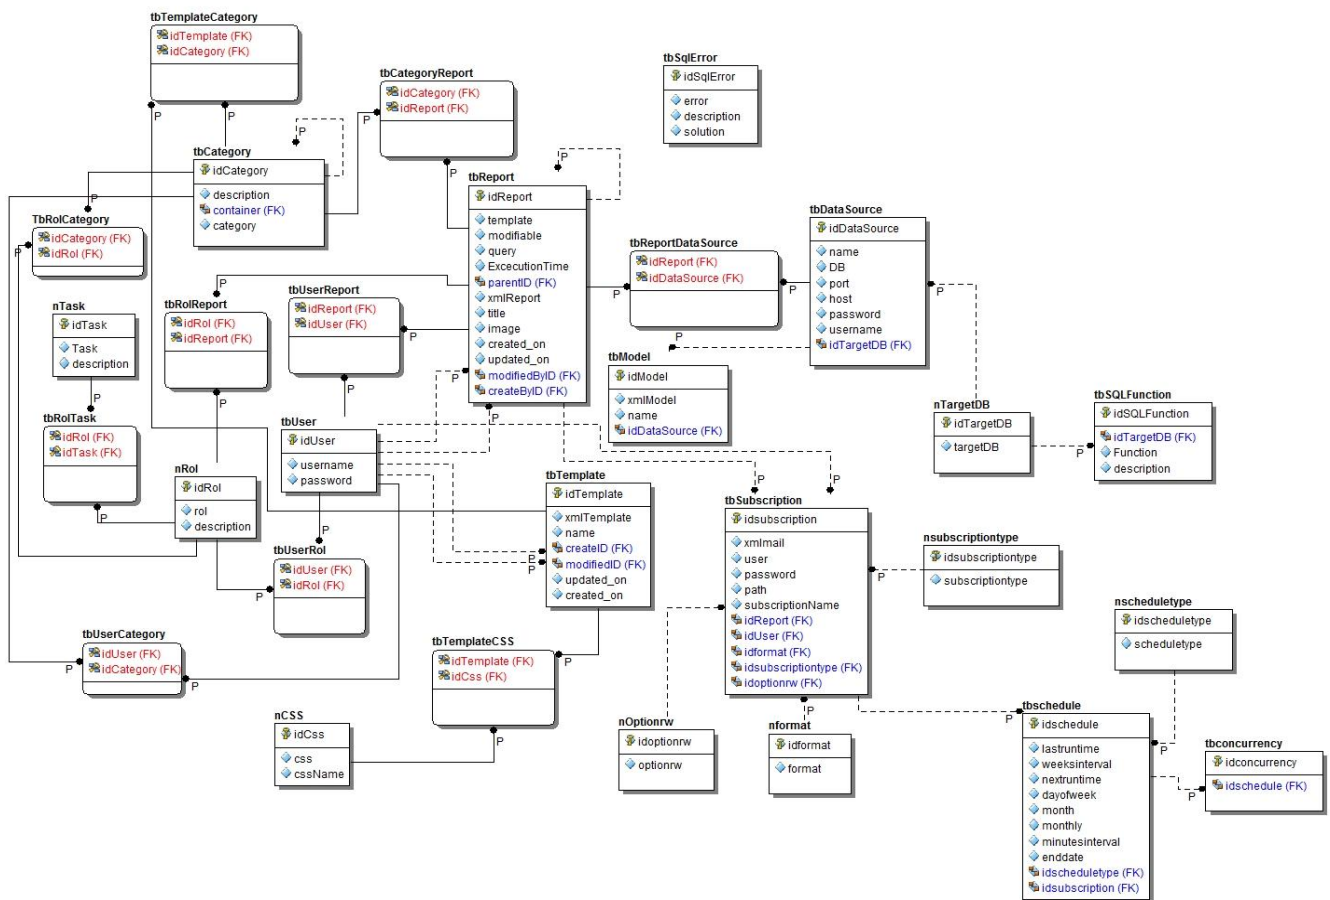 tbTemplateCategory
idTemplate (FK)
idCategory (FK)
P
P
tbCategoryReport
idCategory (FK)
idReport (FK)
P
P
tbSqlError
idSqlError
error
description
solution
tbCategory
idCategory
description
container (FK)
category
P
TbRolCategory
idCategory (FK)
idRol (FK)
P
P
tbReport
idReport
template
modifiable
query
ExcecutionTime
parentID (FK)
xmlReport
title
image
created_on
updated_on
modifiedByID (FK)
createByID (FK)
P
P
P
tbReportDataSource
idReport (FK)
idDataSource (FK)
P
P
tbDataSource
idDataSource
name
DB
port
host
password
username
idTargetDB (FK)
P
nTask
idTask
Task
description
tbRolReport
idRol (FK)
idReport (FK)
P
P
tbUserReport
idReport (FK)
idUser (FK)
P
P
tbModel
idModel
xmlModel
name
idDataSource (FK)
P
nTargetDB
idTargetDB
targetDB
tbSQLFunction
idSQLFunction
idTargetDB (FK)
Function
description
P
tbRolTask
idRol (FK)
idTask (FK)
P
P
nRol
idRol
rol
description
tbUser
idUser
username
password
tbTemplate
idTemplate
xmlTemplate
name
createID (FK)
modifiedID (FK)
updated_on
created_on
P
P
tbSubscription
idsubscription
xmlmail
user
password
path
subscriptionName
idReport (FK)
idUser (FK)
idformat (FK)
idsubscriptiontype (FK)
idoptionrw (FK)
P
P
P
P
P
nsubscriptiontype
idsubscriptiontype
subscriptiontype
tbUserRol
idUser (FK)
idRol (FK)
P
P
nscheduletype
idscheduletype
scheduletype
tbUserCategory
idUser (FK)
idCategory (FK)
P
P
tbTemplateCSS
idTemplate (FK)
idCss (FK)
P
P
nCSS
idCss
css
cssName
nOptionrw
idoptionrw
optionrw
nformat
idformat
format
tbschedule
idschedule
lastruntime
weeksinterval
nextruntime
dayofweek
month
monthly
minutesinterval
enddate
idscheduletype (FK)
idsubscription (FK)
P
P
tbconcurrency
idconcurrency
idschedule (FK)
P